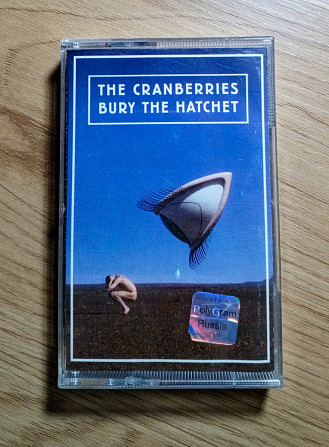 THE CRANBERRIES
BURY THE HATCHET
PolyGram
Russia